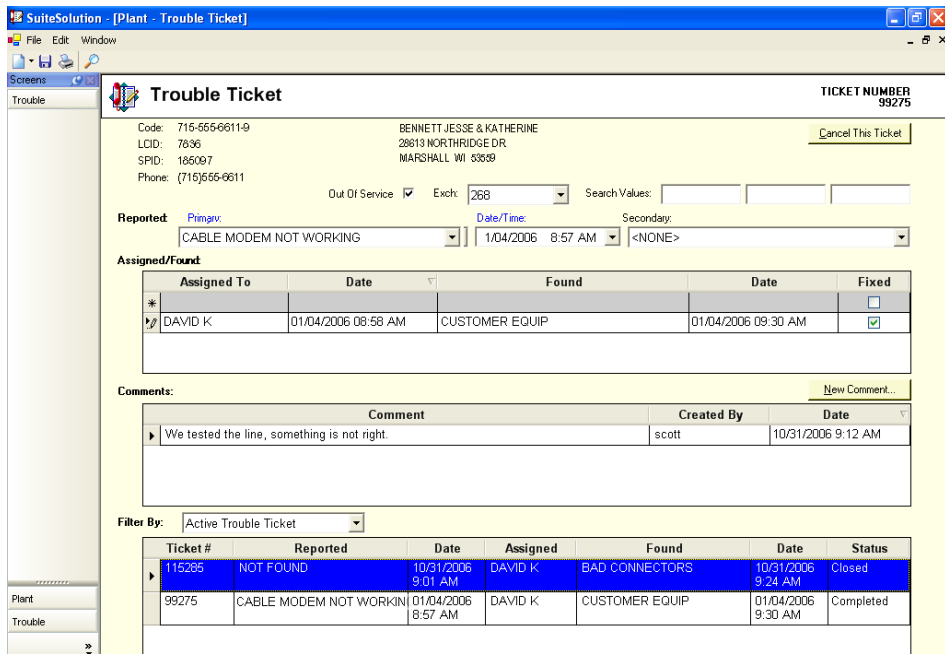 SuiteSolution - [Plant - Trouble Ticket]
File Edit Window
Screens
Trouble
Trouble Ticket
TICKET NUMBER
99275
Code: 715-555-6611-9
BENNETT JESSE & KATHERINE
Cancel This Ticket
LCID: 7836
28613 NORTHRIDGE DR
SPID: 185097
MARSHALL WI 53559
Phone: (715)555-6611
Out Of Service Exch: 268 Search Values:
Reported: Primary: Date/Time: Secondary:
CABLE MODEM NOT WORKING 1/04/2006 8:57 AM <NONE>
Assigned/Found:
Assigned To Date Found Date Fixed
DAVID K 01/04/2006 08:58 AM CUSTOMER EQUIP 01/04/2006 09:30 AM
Comments:
New Comment...
Comment Created By Date
We tested the line, something is not right. scott 10/31/2006 9:12 AM
Filter By: Active Trouble Ticket
Ticket # Reported Date Assigned Found Date Status
115285 NOT FOUND 10/31/2006 9:01 AM DAVID K BAD CONNECTORS 10/31/2006 9:24 AM Closed
99275 CABLE MODEM NOT WORKIN 01/04/2006 8:57 AM DAVID K CUSTOMER EQUIP 01/04/2006 9:30 AM Completed
Plant
Trouble